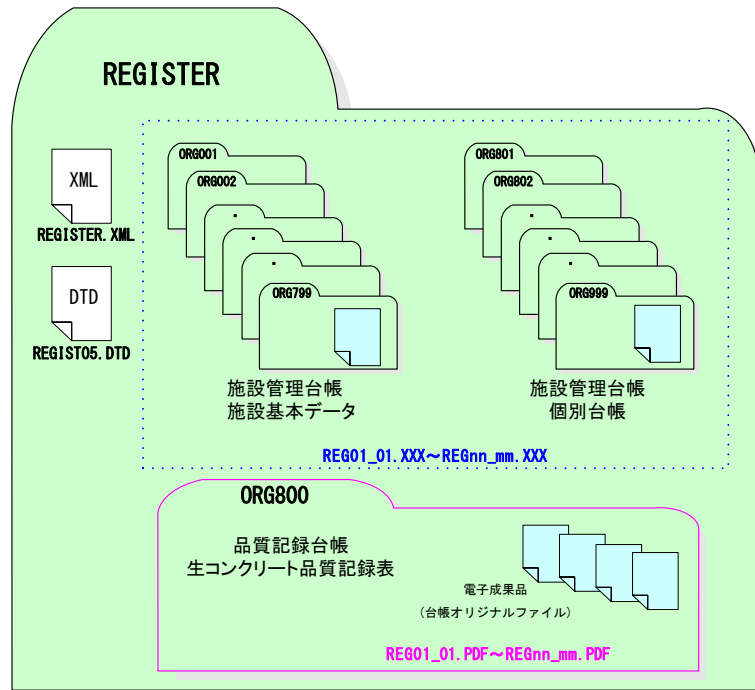 REGISTER
XML
REGISTER.XML
DTD
REGIST05.DTD
ORG001
ORG002
・
・
・
ORG799
施設管理台帳
施設基本データ
ORG801
ORG802
・
・
・
ORG999
施設管理台帳
個別台帳
REG01_01.XXX～REGnn_mm.XXX
ORG800
品質記録台帳
生コンクリート品質記録表
電子成果品
(台帳オリジナルファイル)
REG01_01.PDF～REGnn_mm.PDF